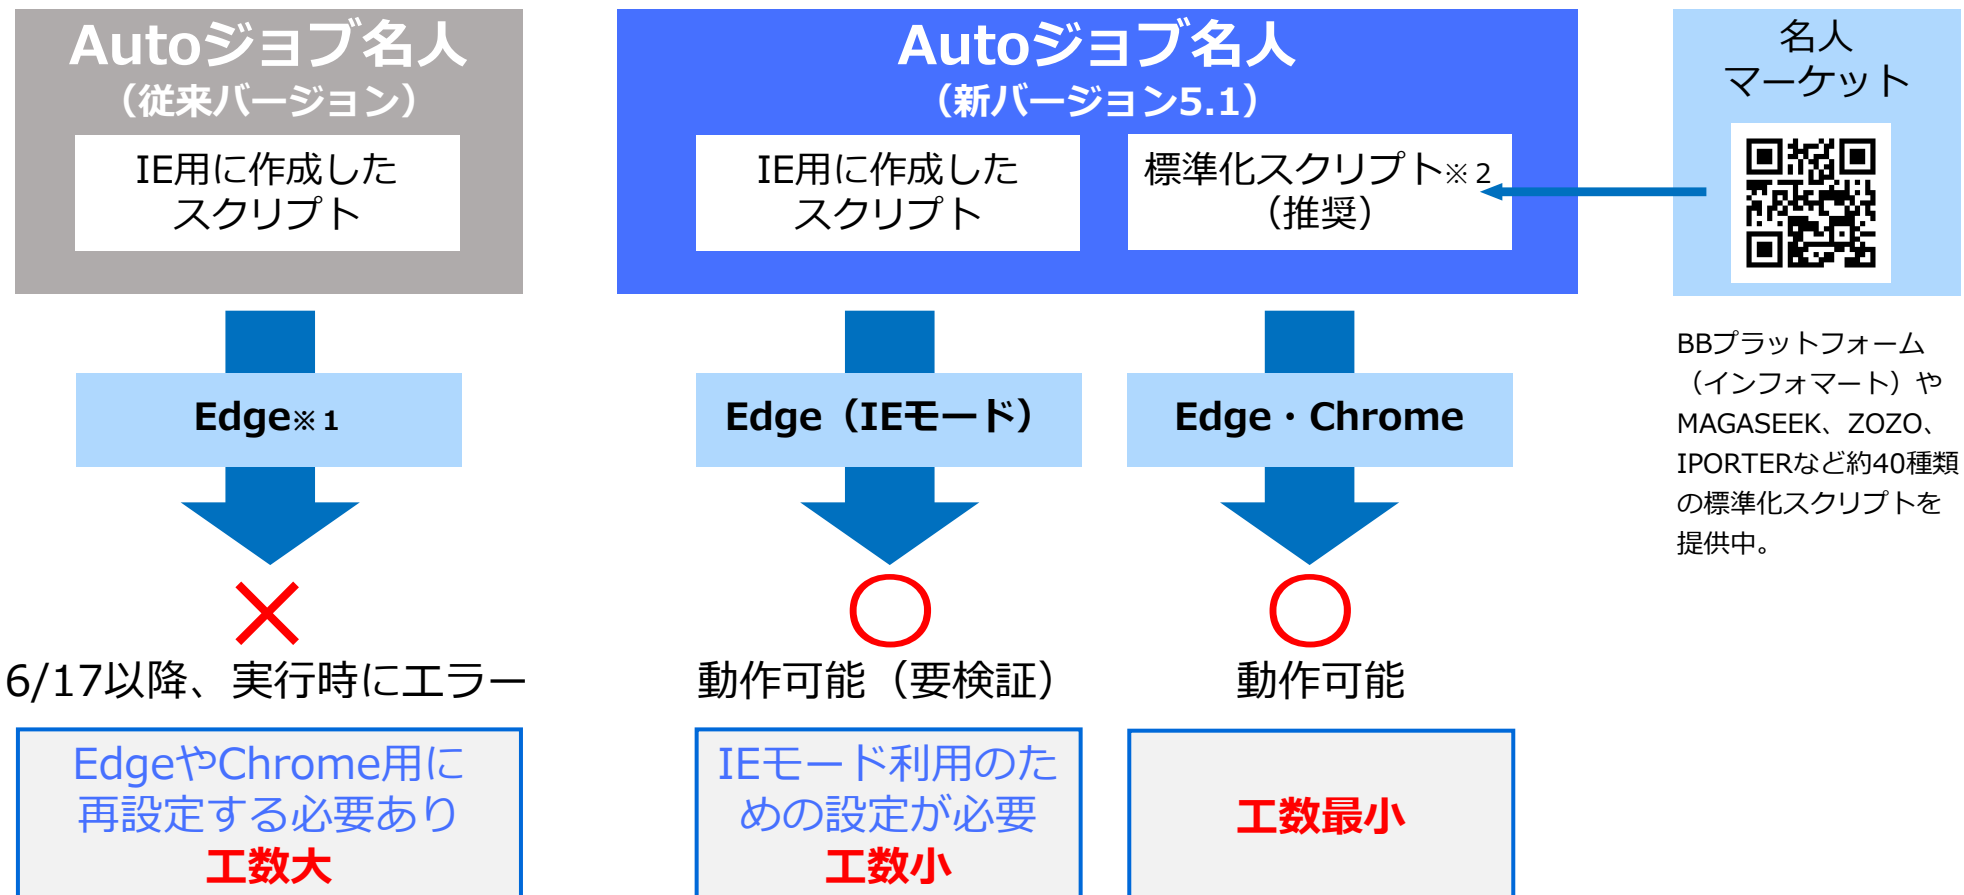 Autoジョブ名人
（従来バージョン）
IE用に作成した
スクリプト
Edge※１
6/17以降、実行時にエラー
EdgeやChrome用に
再設定する必要あり
工数大
Autoジョブ名人
（新バージョン5.1）
IE用に作成した
スクリプト
Edge（IEモード）
動作可能（要検証）
IEモード利用のた
めの設定が必要
工数小
標準化スクリプト※２
（推奨）
Edge・Chrome
動作可能
工数最小
名人
マーケット
BBプラットフォーム
（インフォマート）や
MAGASEEK、ZOZO、
IPORTERなど約40種類
の標準化スクリプトを
提供中。